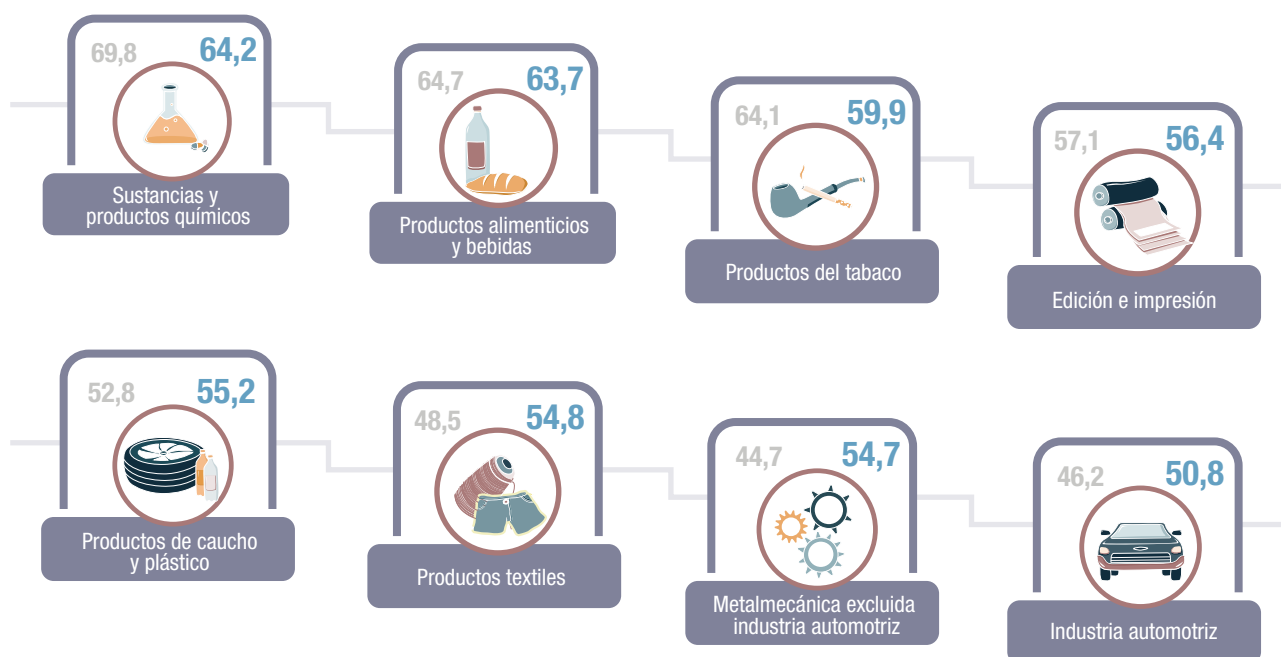 69,8 64,2
Sustancias y
productos químicos
64,7 63,7
Productos alimenticios
y bebidas
64,1 59,9
Productos del tabaco
57,1 56,4
Edición e impresión
52,8 55,2
Productos de caucho
y plástico
48,5 54,8
Productos textiles
44,7 54,7
Metalmecánica excluida
industria automotriz
46,2 50,8
Industria automotriz